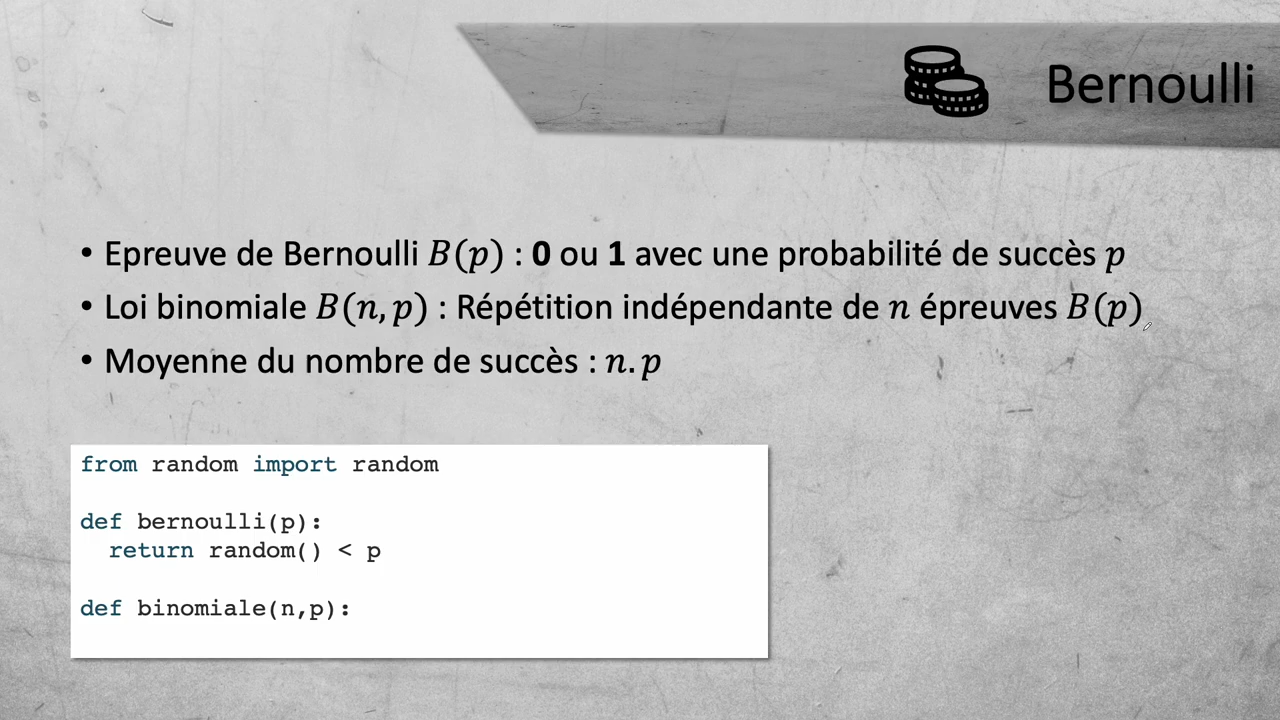 Bernoulli
• Epreuve de Bernoulli B(p) : 0 ou 1 avec une probabilité de succès p
• Loi binomiale B(n, p) : Répétition indépendante de n épreuves B(p)
• Moyenne du nombre de succès : n. p
from random import random
def bernoulli(p):
  return random() < p
def binomiale(n,p):